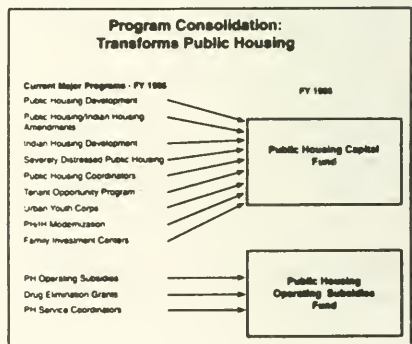 Program Consolidation:
Transforms Public Housing
Current Major Programs - FY 1995
FY 1996
Public Housing Development
Public Housing/Indian Housing
Amendments
Indian Housing Development
Severely Distressed Public Housing
Public Housing Coordinators
Tenant Opportunity Program
Urban Youth Corps
PH/IH Modernization
Family Investment Centers
Public Housing Capital
Fund
PH Operating Subsidies
Drug Elimination Grants
PH Service Coordinators
Public Housing
Operating Subsidies
Fund